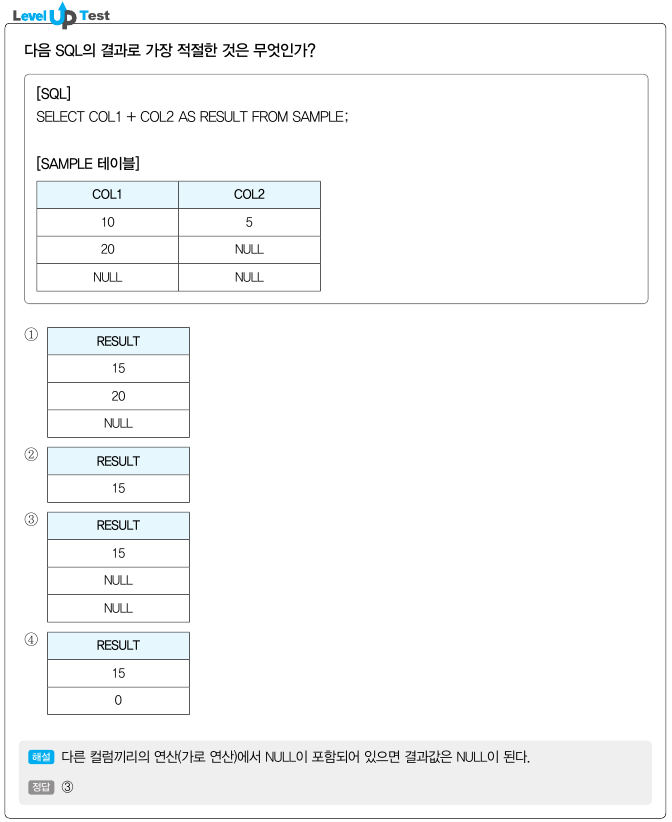 Level Up Test
다음 SQL의 결과로 가장 적절한 것은 무엇인가?
[SQL]
SELECT COL1 + COL2 AS RESULT FROM SAMPLE;
[SAMPLE 테이블]
COL1 COL2
10 5
20 NULL
NULL NULL
① RESULT
15
20
NULL
② RESULT
15
③ RESULT
15
NULL
NULL
④ RESULT
15
0
해설 다른 컬럼끼리의 연산(가로 연산)에서 NULL이 포함되어 있으면 결과값은 NULL이 된다.
정답 ③